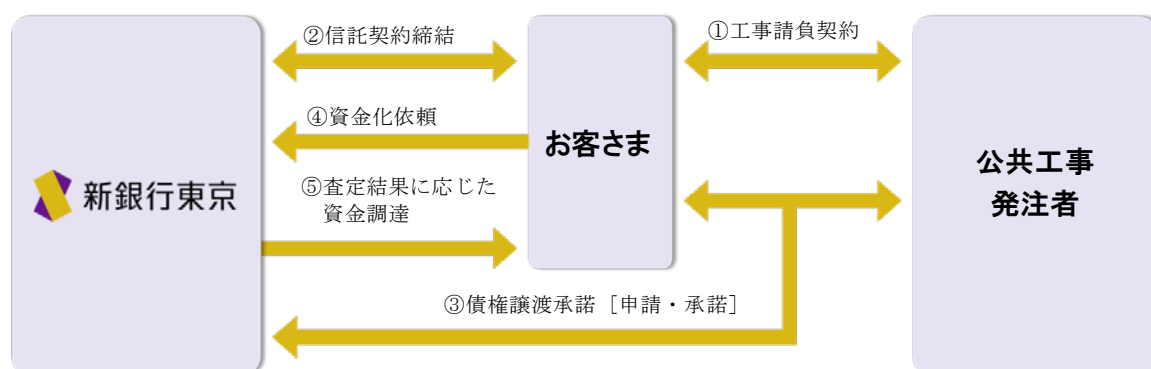 ②信託契約締結
①工事請負契約
④資金化依頼
お客さま
公共工事
発注者
新銀行東京
⑤査定結果に応じた
資金調達
③債権譲渡承諾［申請・承諾］